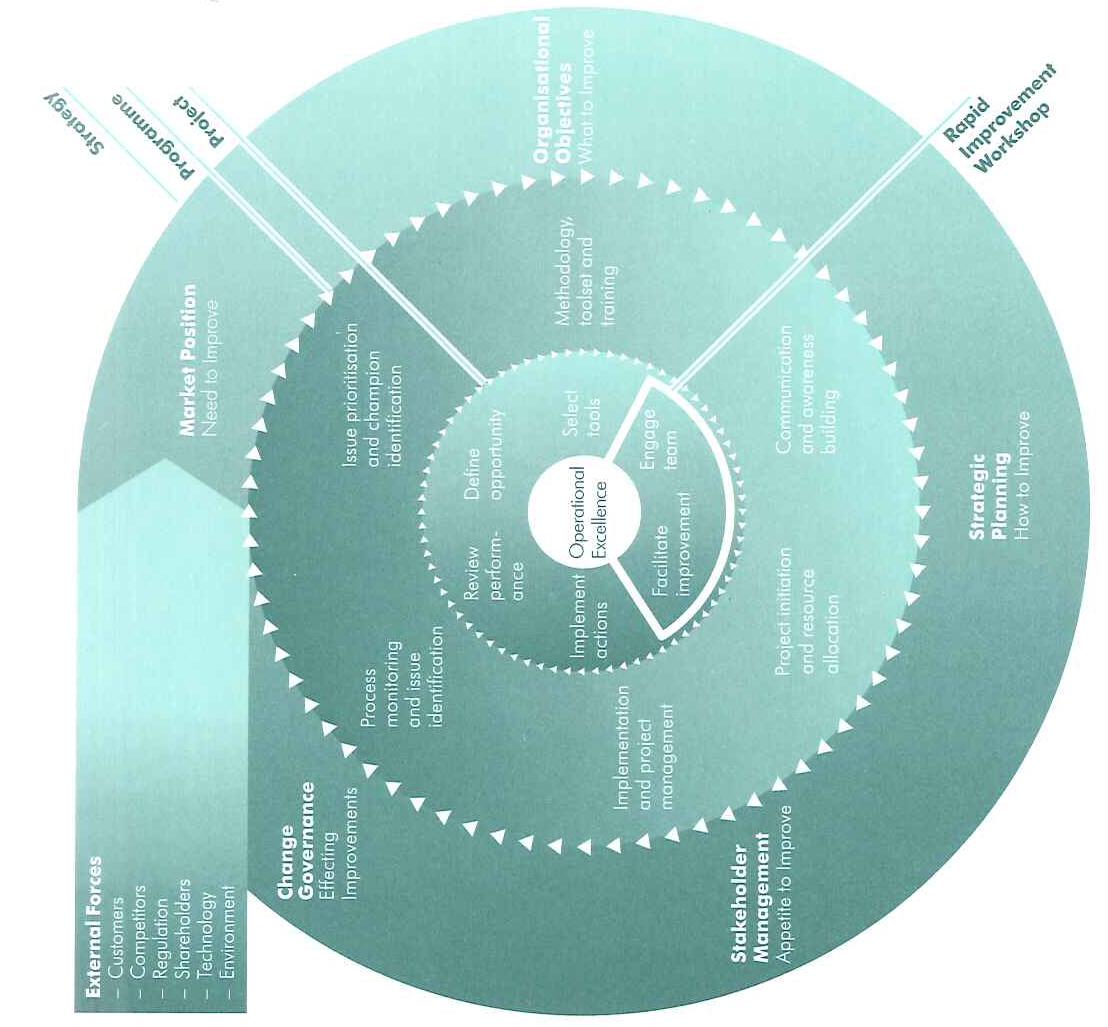 External Forces
– Customers
– Competitors
– Regulation
– Shareholders
– Technology
– Environment
Market Position
Need to Improve
Strategy
Programme
Project
Organisational
Objectives
What to Improve
Rapid
Improvement
Workshop
Strategic
Planning
How to Improve
Stakeholder
Management
Appetite to Improve
Change
Governance
Effecting
Improvements
Issue prioritisation
and champion
identification
Methodology,
toolset and
training
Communication
and awareness
building
Project initiation
and resource
allocation
Implementation
and project
management
Process
monitoring
and issue
identification
Define
opportunity
Select
tools
Engage
team
Facilitate
improvement
Implement
actions
Review
perform-
ance
Operational
Excellence